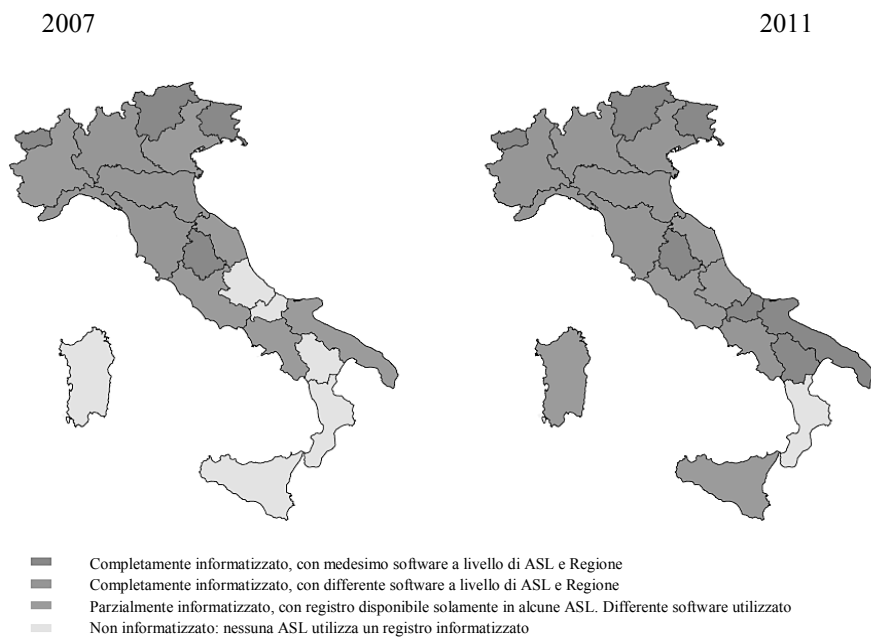 2007
2011
Completamente informatizzato, con medesimo software a livello di ASL e Regione
Completamente informatizzato, con differente software a livello di ASL e Regione
Parzialmente informatizzato, con registro disponibile solamente in alcune ASL. Differente software utilizzato
Non informatizzato: nessuna ASL utilizza un registro informatizzato